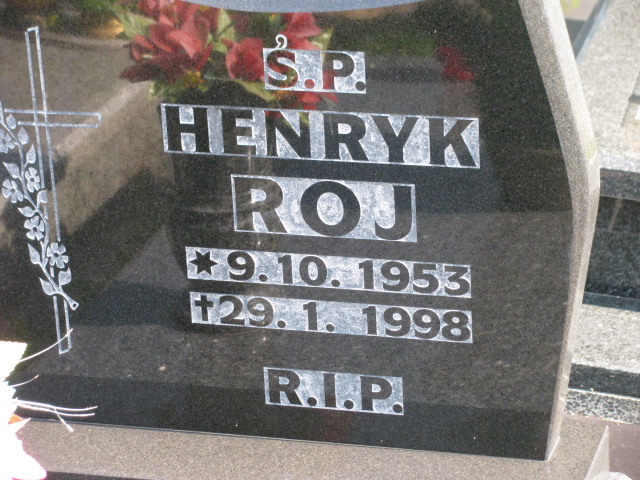 Ś.P.
HENRYK
ROJ
* 9. 10. 1953
† 29. 1. 1998
R.I.P.